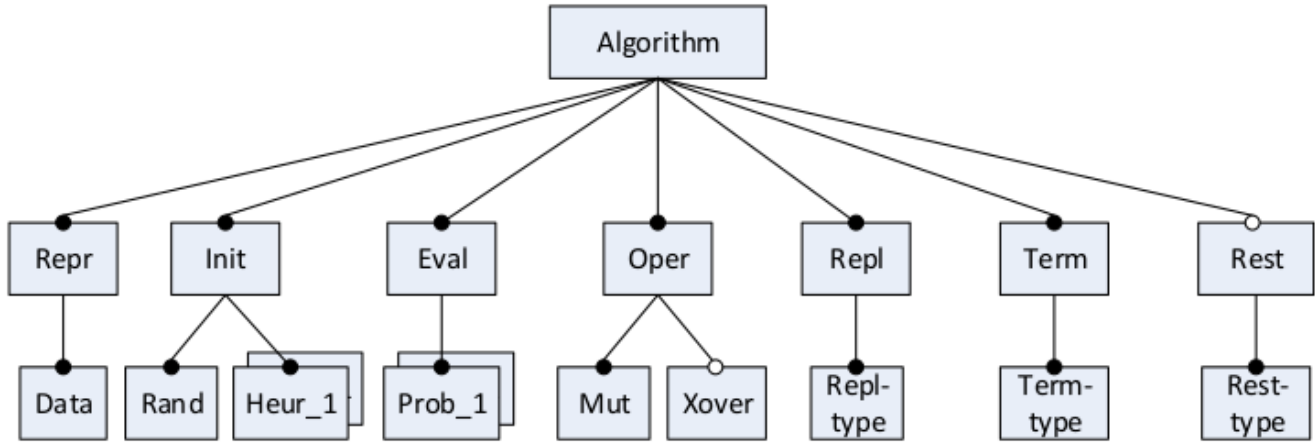 Algorithm
Repr Init Eval Oper Repl Term Rest
Data Rand Heur_1 Prob_1 Mut Xover Repl- Term- Rest-
type type type